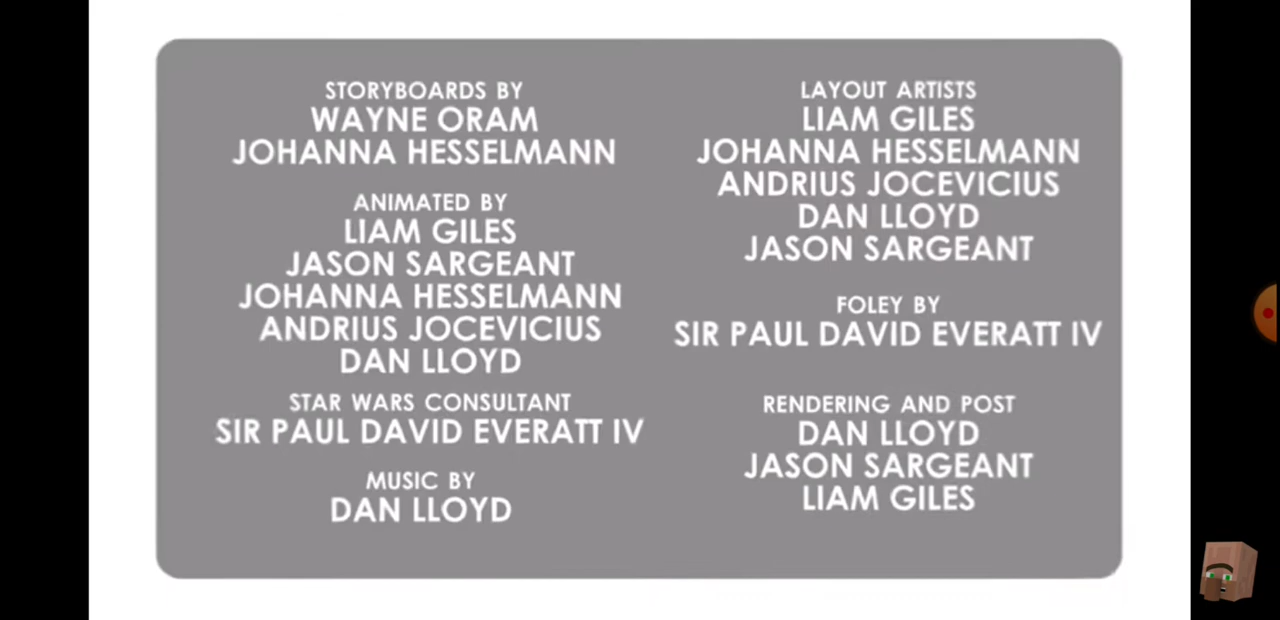 STORYBOARDS BY
WAYNE ORAM
JOHANNA HESSELMANN
ANIMATED BY
LIAM GILES
JASON SARGEANT
JOHANNA HESSELMANN
ANDRIUS JOCEVICIUS
DAN LLOYD
STAR WARS CONSULTANT
SIR PAUL DAVID EVERATT IV
MUSIC BY
DAN LLOYD
LAYOUT ARTISTS
LIAM GILES
JOHANNA HESSELMANN
ANDRIUS JOCEVICIUS
DAN LLOYD
JASON SARGEANT
FOLEY BY
SIR PAUL DAVID EVERATT IV
RENDERING AND POST
DAN LLOYD
JASON SARGEANT
LIAM GILES